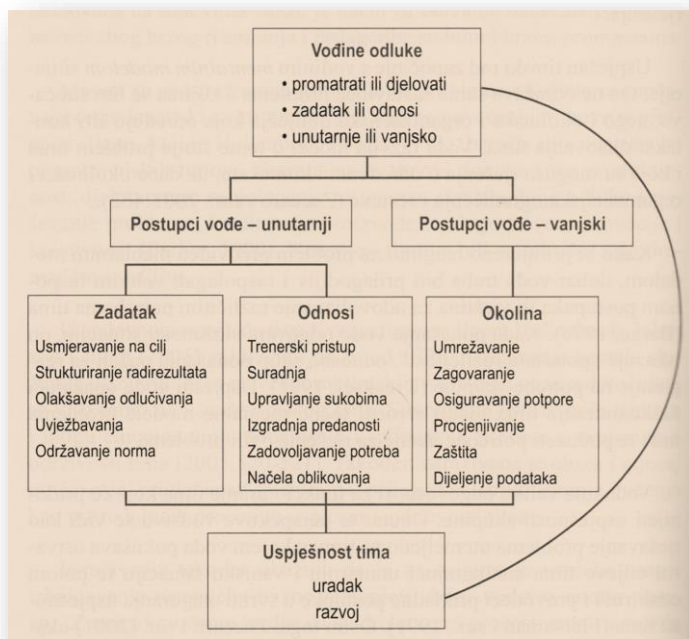 Vođine odluke
• promatrati ili djelovati
• zadatak ili odnosi
• unutarnje ili vanjsko
Postupci vođe – unutarnji
Postupci vođe – vanjski
Zadatak
Usmjeravanje na cilj
Strukturiranje radirezultata
Olakšavanje odlučivanja
Uvježbavanja
Održavanje norma
Odnosi
Trenerski pristup
Suradnja
Upravljanje sukobima
Izgradnja predanosti
Zadovoljavanje potreba
Načela oblikovanja
Okolina
Umrežavanje
Zagovaranje
Osiguravanje potpore
Procjenjivanje
Zaštita
Dijeljenje podataka
Uspješnost tima
uradak
razvoj